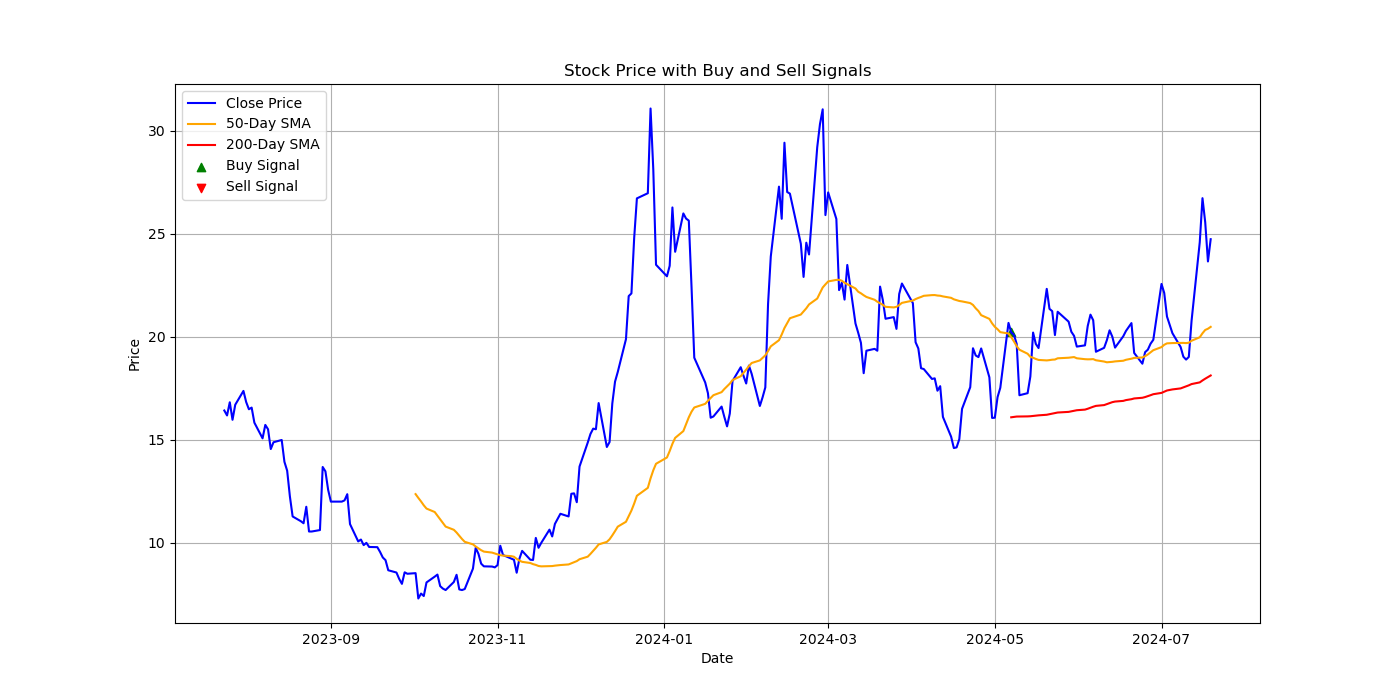 Stock Price with Buy and Sell Signals
Close Price
50-Day SMA
200-Day SMA
Buy Signal
Sell Signal
30
25
20
15
10
Price
2023-09
2023-11
2024-01
2024-03
2024-05
2024-07
Date